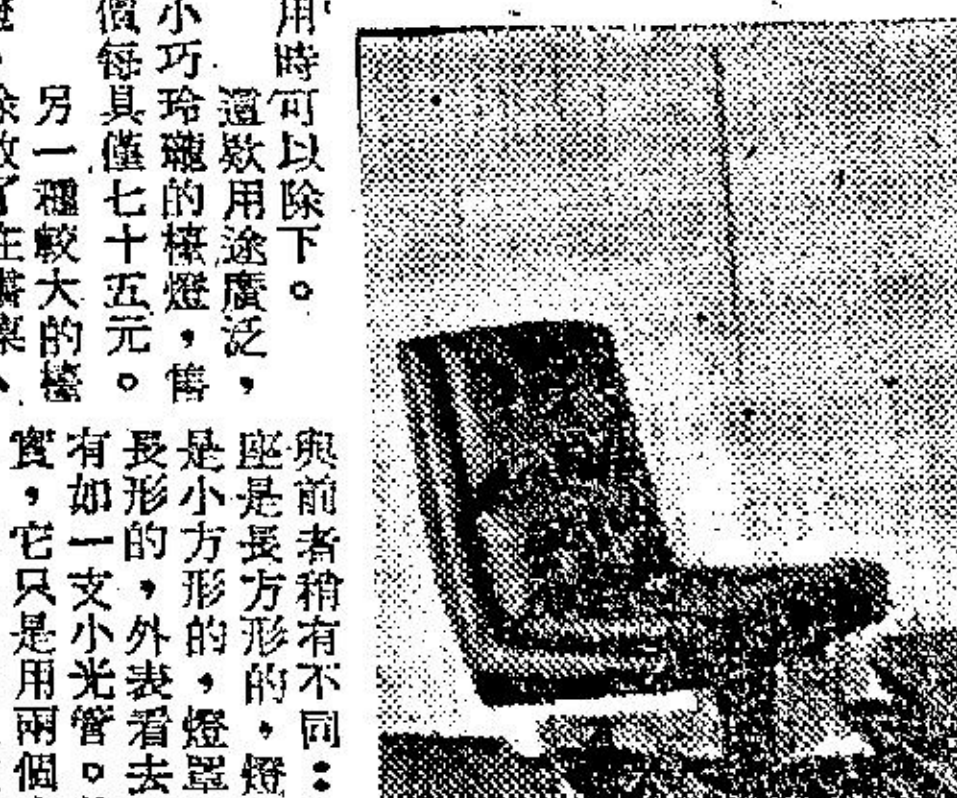 用時可以除下。
這欵用途廣泛，
小巧玲瓏的檯燈，售
價每具僅七十五元。
另一種較大的檯
與前者稍有不同：
座是長方形的，燈
是小方形的，燈罩
長形的，外表看去
有如一支小光管。
實，它只是用兩個